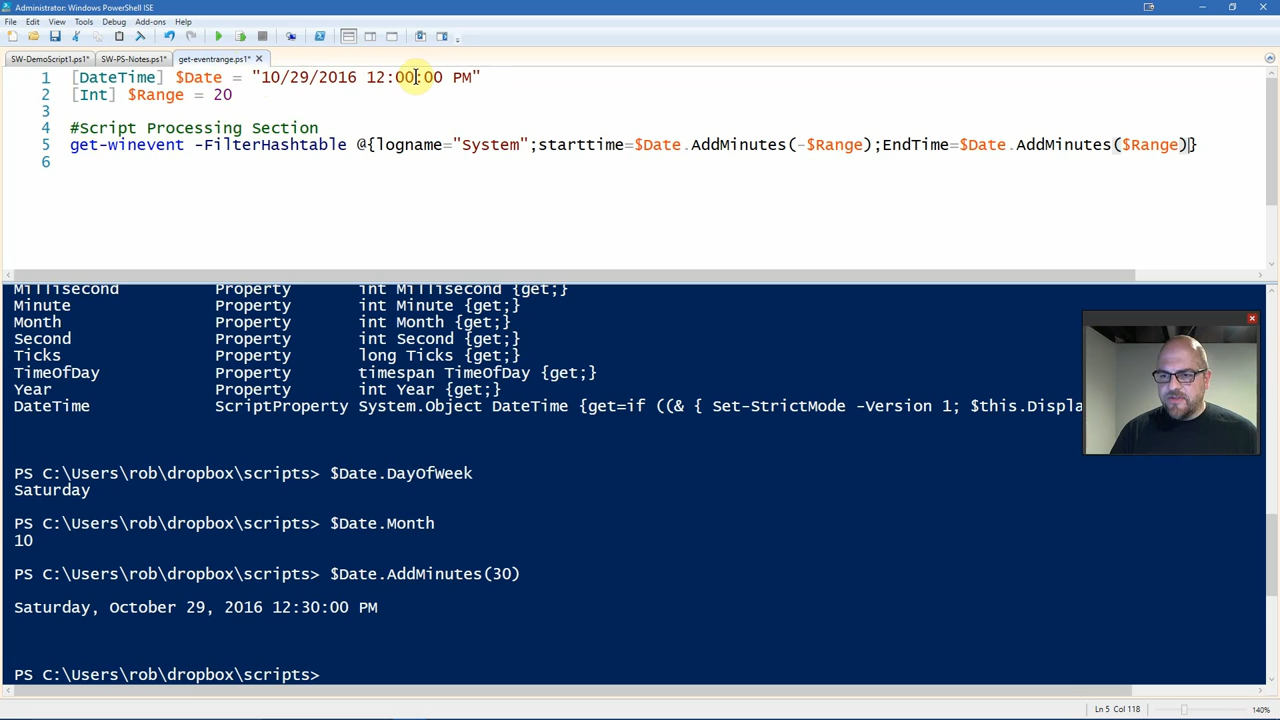 Administrator: Windows PowerShell ISE
File Edit View Tools Debug Add-ons Help
SW-DemoScript1.ps1* SW-PS-Notes.ps1* get-eventrange.ps1*
1 [DateTime] $Date = "10/29/2016 12:00:00 PM"
2 [Int] $Range = 20
3
4 #Script Processing Section
5 get-winevent -FilterHashtable @{logname="System";starttime=$Date.AddMinutes(-$Range);EndTime=$Date.AddMinutes($Range)}
6
Millisecond Property int Millisecond {get;}
Minute Property int Minute {get;}
Month Property int Month {get;}
Second Property int Second {get;}
Ticks Property long Ticks {get;}
TimeOfDay Property timespan TimeOfDay {get;}
Year Property int Year {get;}
DateTime ScriptProperty System.Object DateTime {get=if ((& { Set-StrictMode -Version 1; $this.Displa
PS C:\Users\rob\dropbox\scripts> $Date.DayOfWeek
Saturday
PS C:\Users\rob\dropbox\scripts> $Date.Month
10
PS C:\Users\rob\dropbox\scripts> $Date.AddMinutes(30)
Saturday, October 29, 2016 12:30:00 PM
PS C:\Users\rob\dropbox\scripts>
Ln 5 Col 118 140%